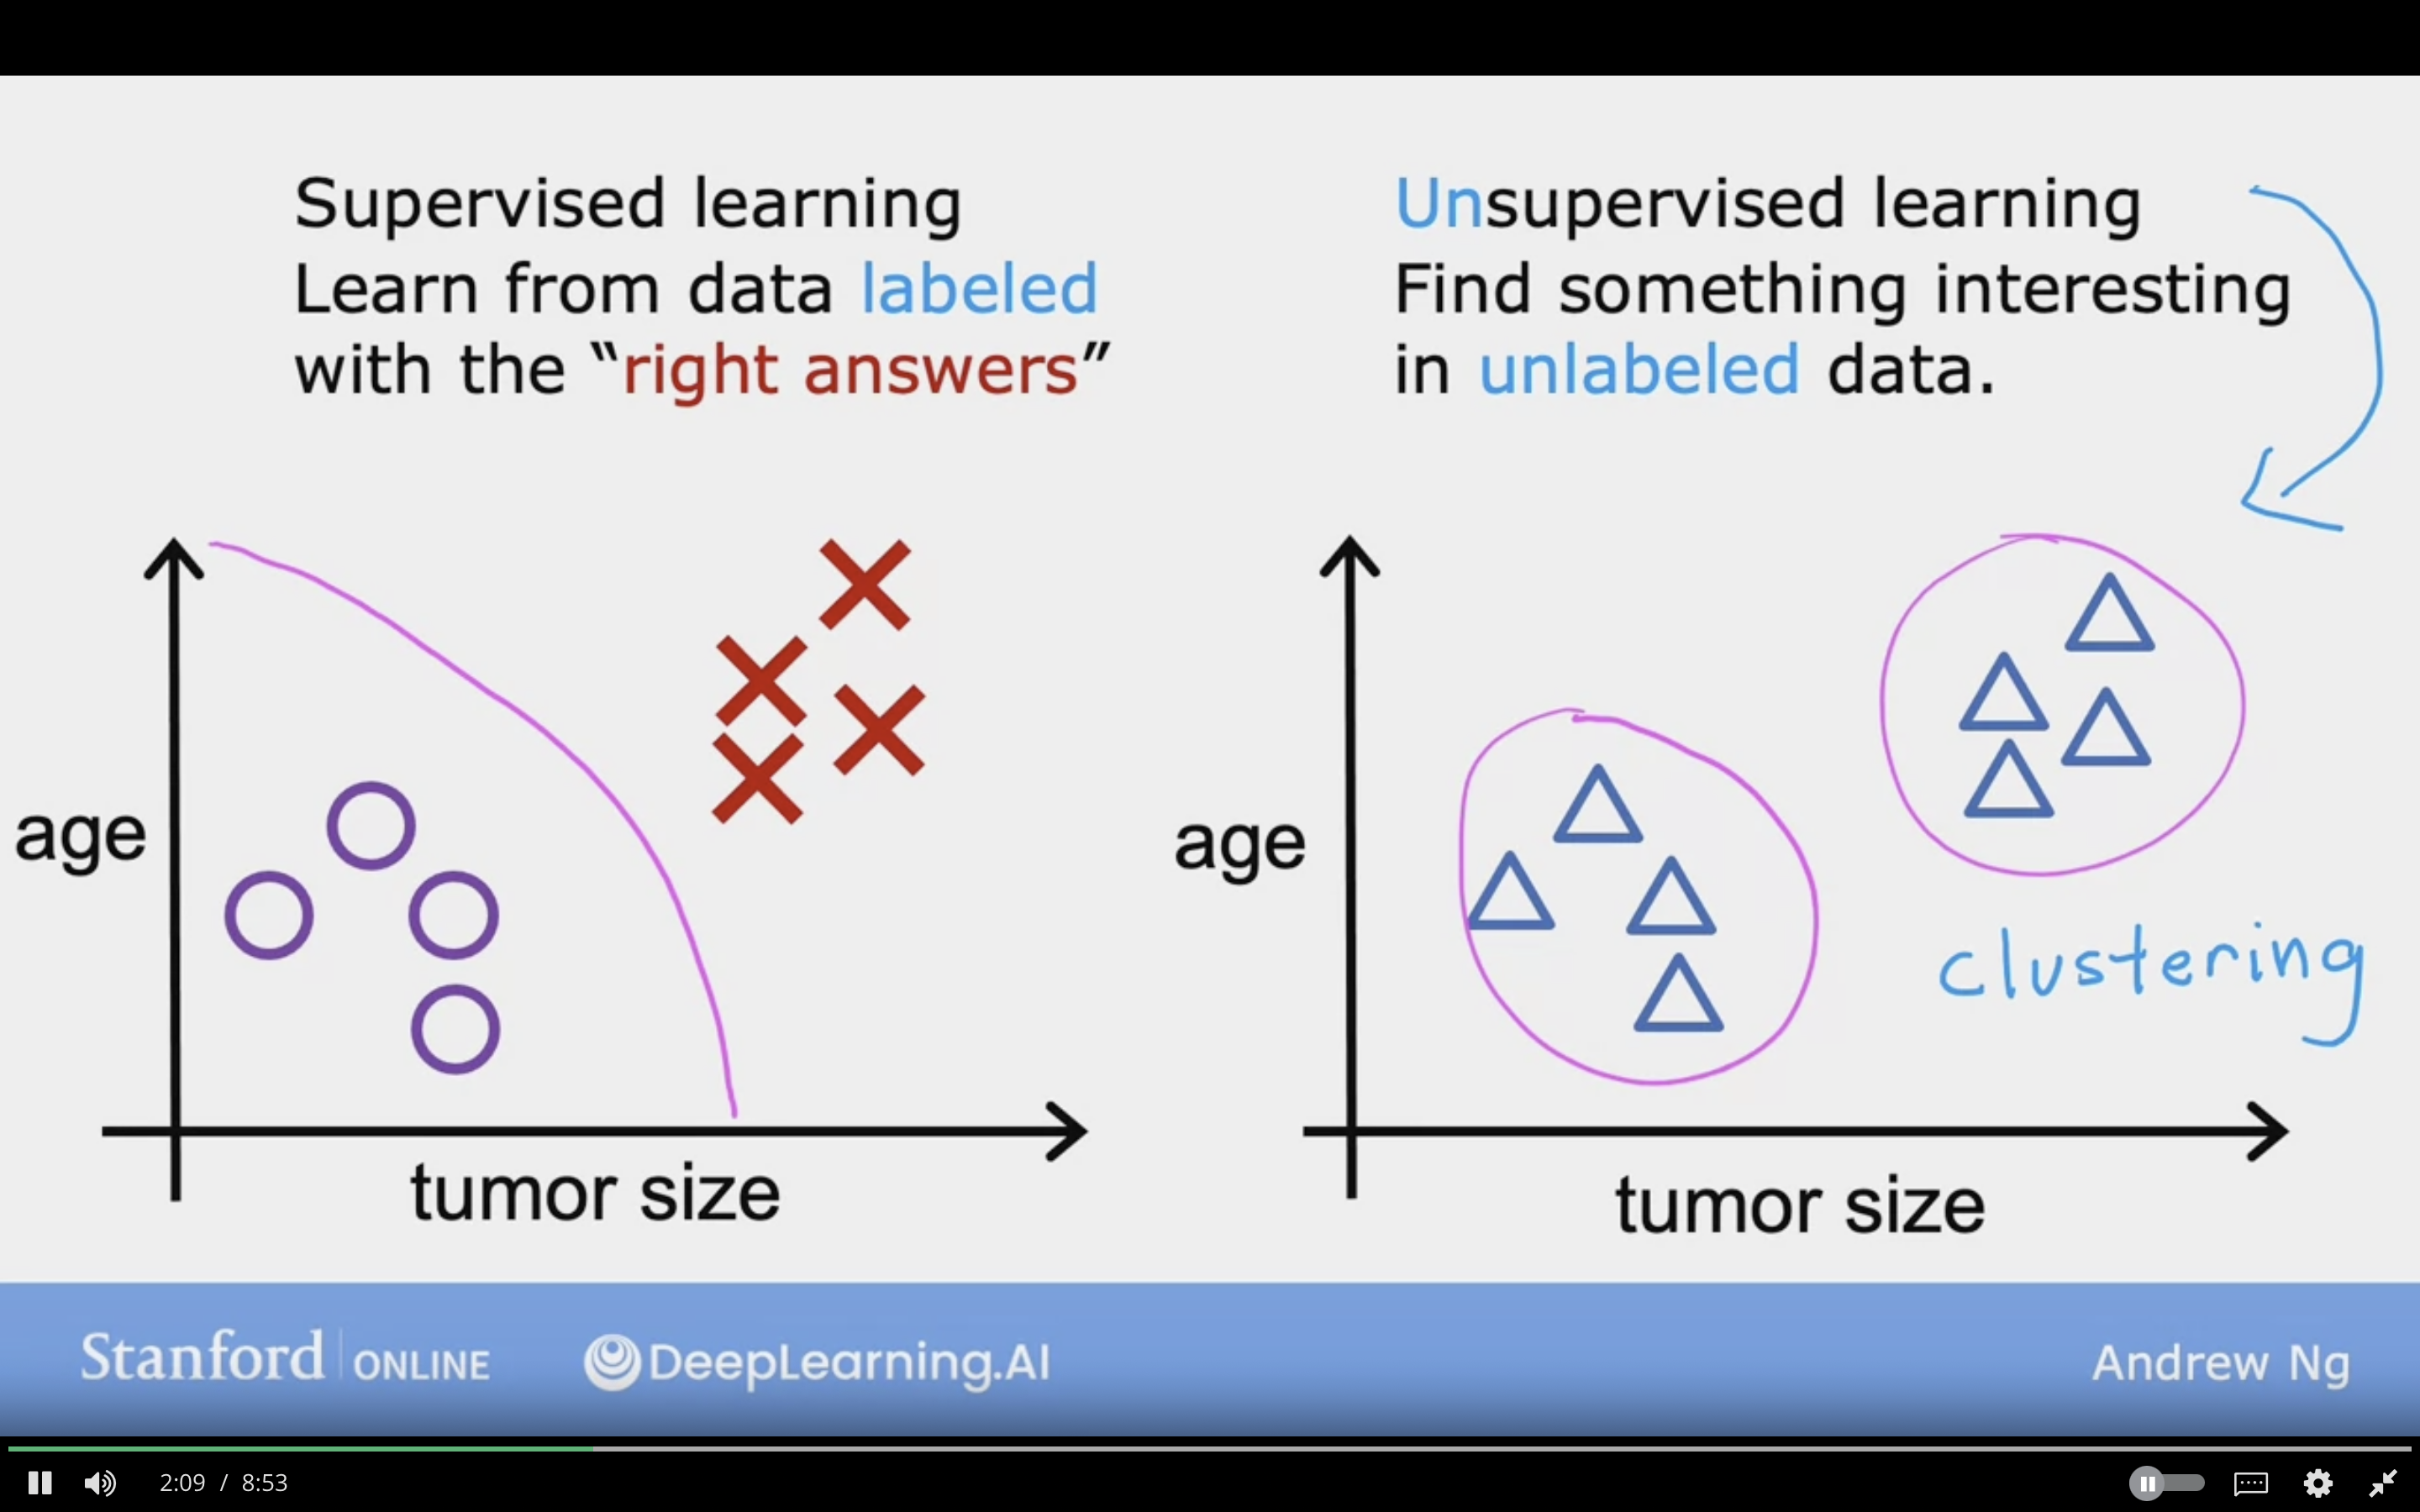 Supervised learning
Learn from data labeled
with the “right answers”
age
tumor size
Unsupervised learning
Find something interesting
in unlabeled data.
age
clustering
tumor size
Stanford ONLINE
DeepLearning.AI
Andrew Ng
2:09 / 8:53